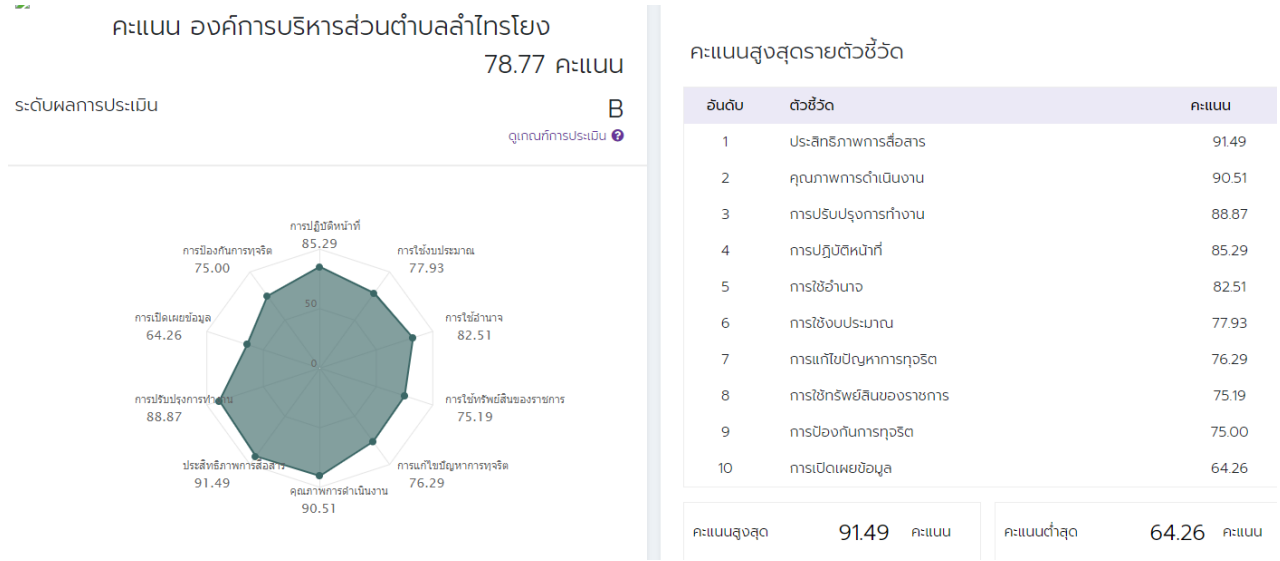 คะแนน องค์การบริหารส่วนตำบลลำไทรโยง
78.77 คะแนน
ระดับผลการประเมิน
B
ดูเกณฑ์การประเมิน
การปฏิบัติหน้าที่
85.29
การใช้งบประมาณ
77.93
การใช้อำนาจ
82.51
การใช้ทรัพย์สินของราชการ
75.19
การแก้ไขปัญหาการทุจริต
76.29
คุณภาพการดำเนินงาน
90.51
ประสิทธิภาพการสื่อสาร
91.49
การปรับปรุงการทำงาน
88.87
การเปิดเผยข้อมูล
64.26
การป้องกันการทุจริต
75.00
50
0
คะแนนสูงสุดรายตัวชี้วัด
อันดับ ตัวชี้วัด คะแนน
1 ประสิทธิภาพการสื่อสาร 91.49
2 คุณภาพการดำเนินงาน 90.51
3 การปรับปรุงการทำงาน 88.87
4 การปฏิบัติหน้าที่ 85.29
5 การใช้อำนาจ 82.51
6 การใช้งบประมาณ 77.93
7 การแก้ไขปัญหาการทุจริต 76.29
8 การใช้ทรัพย์สินของราชการ 75.19
9 การป้องกันการทุจริต 75.00
10 การเปิดเผยข้อมูล 64.26
คะแนนสูงสุด 91.49 คะแนน
คะแนนต่ำสุด 64.26 คะแนน